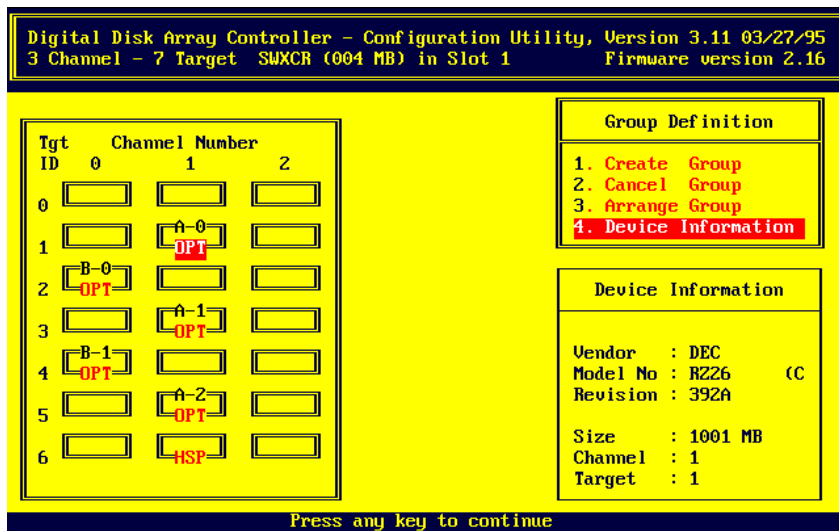 Digital Disk Array Controller – Configuration Utility, Version 3.11 03/27/95
3 Channel – 7 Target SWXCR (004 MB) in Slot 1 Firmware version 2.16
Tgt Channel Number
ID 0 1 2
0
A-0
1 OPT
B-0
2 OPT
A-1
3 OPT
B-1
4 OPT
A-2
5 OPT
6 HSP
Group Definition
1. Create Group
2. Cancel Group
3. Arrange Group
4. Device Information
Device Information
Vendor : DEC
Model No : RZ26 (C
Revision : 392A
Size : 1001 MB
Channel : 1
Target : 1
Press any key to continue